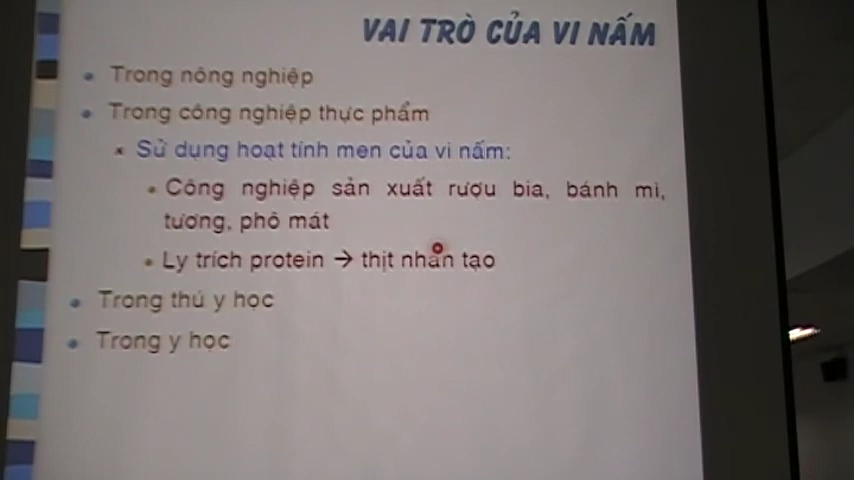 VAI TRÒ CỦA VI NẤM
Trong nông nghiệp
Trong công nghiệp thực phẩm
Sử dụng hoạt tính men của vi nấm:
Công nghiệp sản xuất rượu bia, bánh mì,
tương, phô mát
Ly trích protein → thịt nhân tạo
Trong thú y học
Trong y học